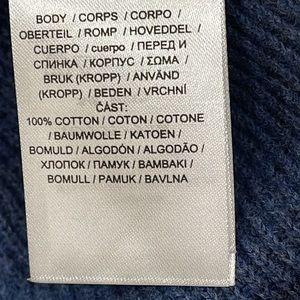 BODY / CORPS / CORPO /
OBERTEIL / ROMP / HOVEDDEL /
CUERPO / cuerpo / ПЕРЕД И
СПИНКА / КОРПУС / ΣΩΜΑ /
BRUK (KROPP) / ANVÄND
(KROPP) / BEDEN / VRCHNÍ
ČÁST:
100% COTTON / COTON / COTONE
/ BAUMWOLLE / KATOEN /
BOMULD / ALGODÓN / ALGODÃO /
ХЛОПОК / ПАМУК / BAMBAKI /
BOMULL / PAMUK / BAVLNA